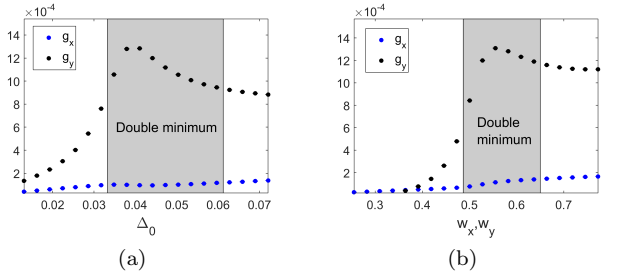 ×10⁻⁴
14
12
10
8
6
4
2
g_x
g_y
Double minimum
0.02 0.03 0.04 0.05 0.06 0.07
Δ_0
(a)
×10⁻⁴
14
12
10
8
6
4
2
g_x
g_y
Double
minimum
0.3 0.4 0.5 0.6 0.7
w_x,w_y
(b)